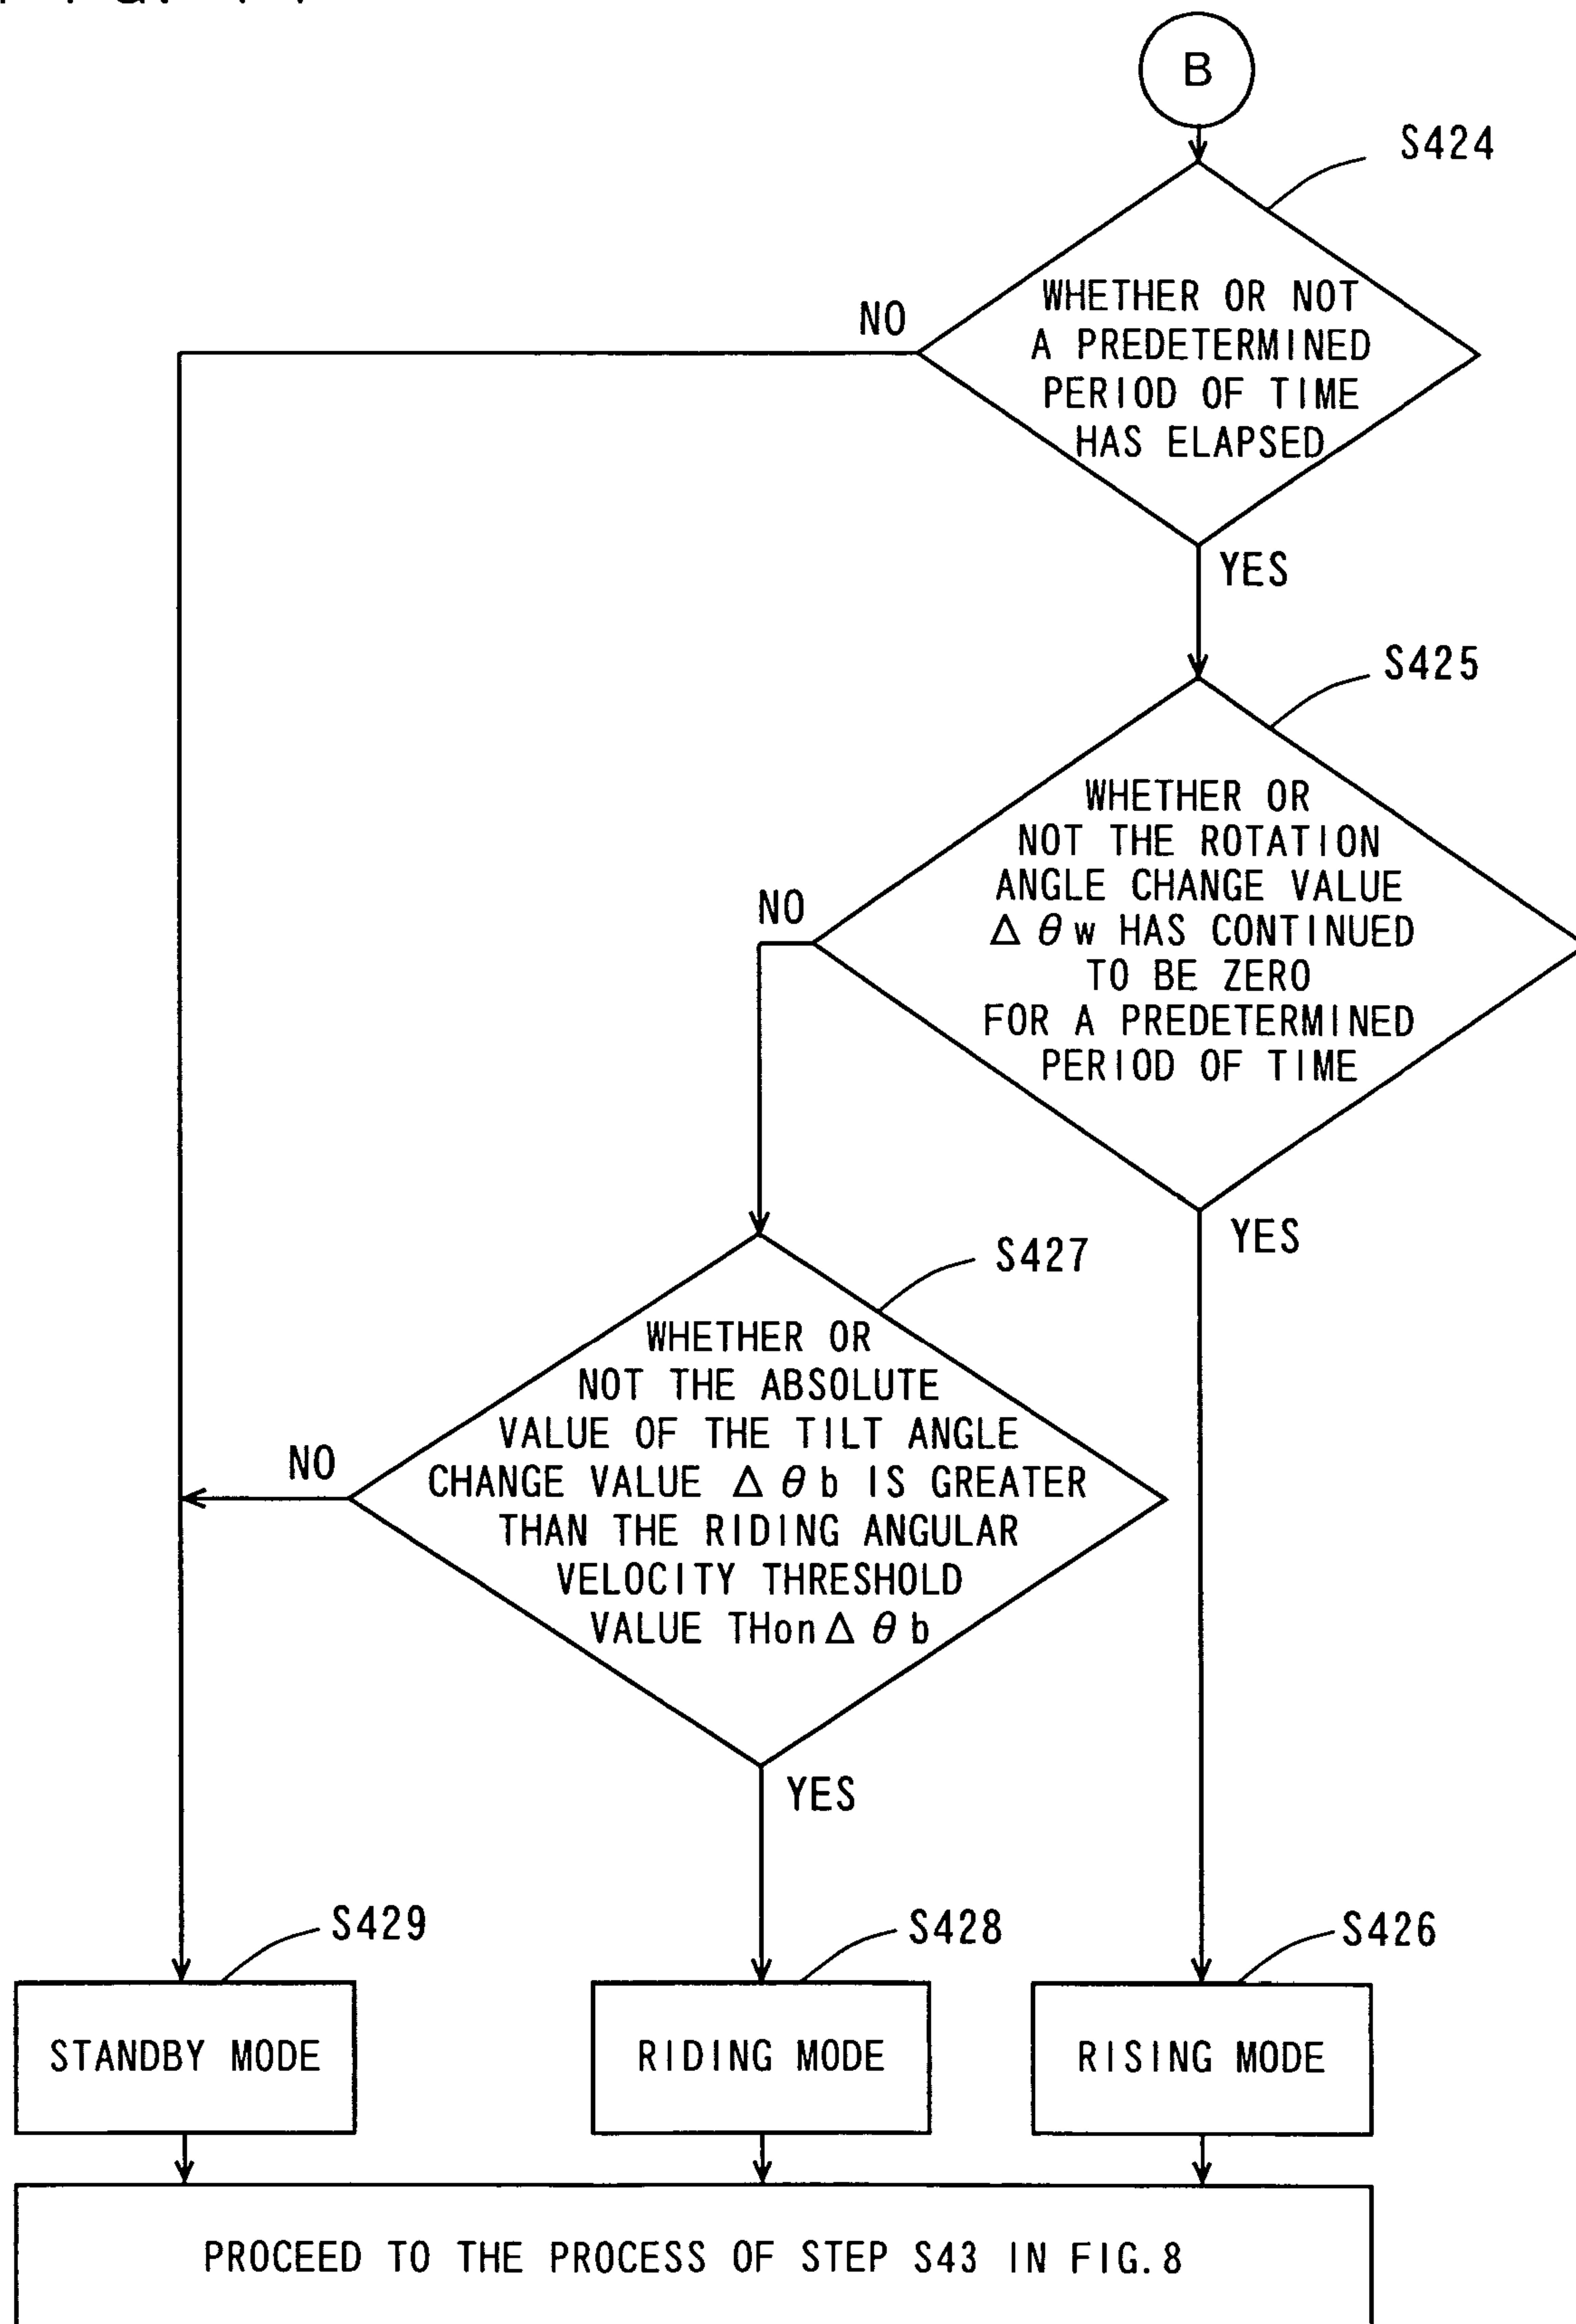 B
S424
WHETHER OR NOT
A PREDETERMINED
PERIOD OF TIME
HAS ELAPSED
NO
YES
S425
WHETHER OR
NOT THE ROTATION
ANGLE CHANGE VALUE
Δθw HAS CONTINUED
TO BE ZERO
FOR A PREDETERMINED
PERIOD OF TIME
NO
YES
S427
WHETHER OR
NOT THE ABSOLUTE
VALUE OF THE TILT ANGLE
CHANGE VALUE Δθb IS GREATER
THAN THE RIDING ANGULAR
VELOCITY THRESHOLD
VALUE THonΔθb
NO
YES
S429
S428
S426
STANDBY MODE
RIDING MODE
RISING MODE
PROCEED TO THE PROCESS OF STEP S43 IN FIG.8